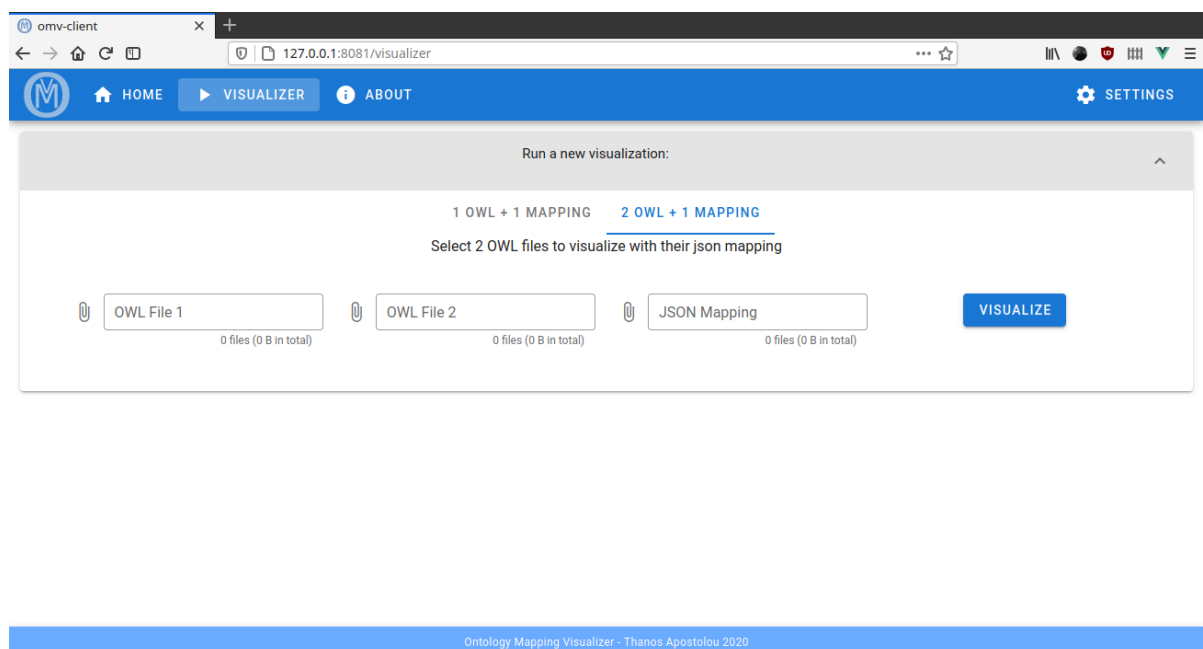 omv-client
127.0.0.1:8081/visualizer
HOME VISUALIZER ABOUT SETTINGS
Run a new visualization:
1 OWL + 1 MAPPING 2 OWL + 1 MAPPING
Select 2 OWL files to visualize with their json mapping
OWL File 1 OWL File 2 JSON Mapping VISUALIZE
0 files (0 B in total) 0 files (0 B in total) 0 files (0 B in total)
Ontology Mapping Visualizer - Thanos Apostolou 2020